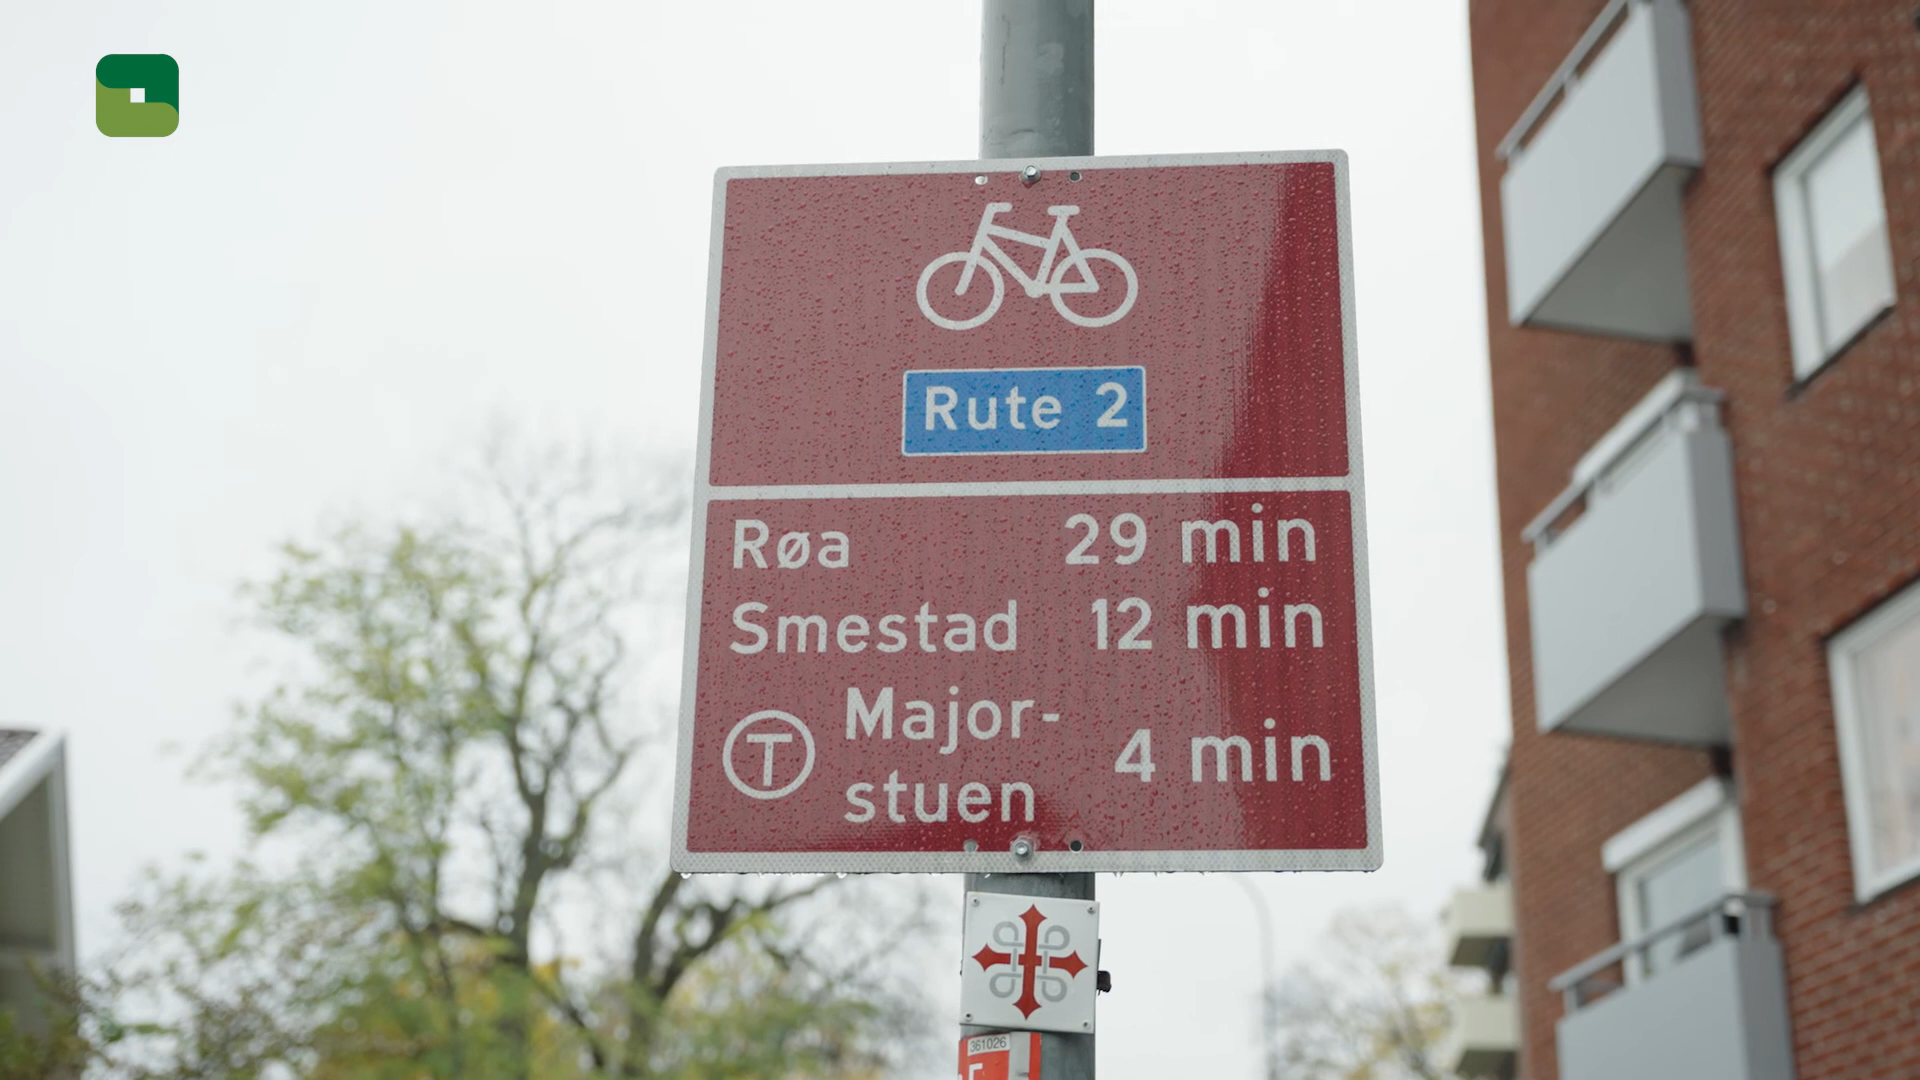 Rute 2
Røa 29 min
Smestad 12 min
T Major-
stuen 4 min
361026